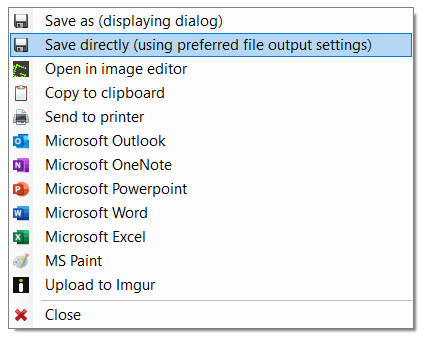 Save as (displaying dialog)
Save directly (using preferred file output settings)
Open in image editor
Copy to clipboard
Send to printer
Microsoft Outlook
Microsoft OneNote
Microsoft Powerpoint
Microsoft Word
Microsoft Excel
MS Paint
Upload to Imgur
Close